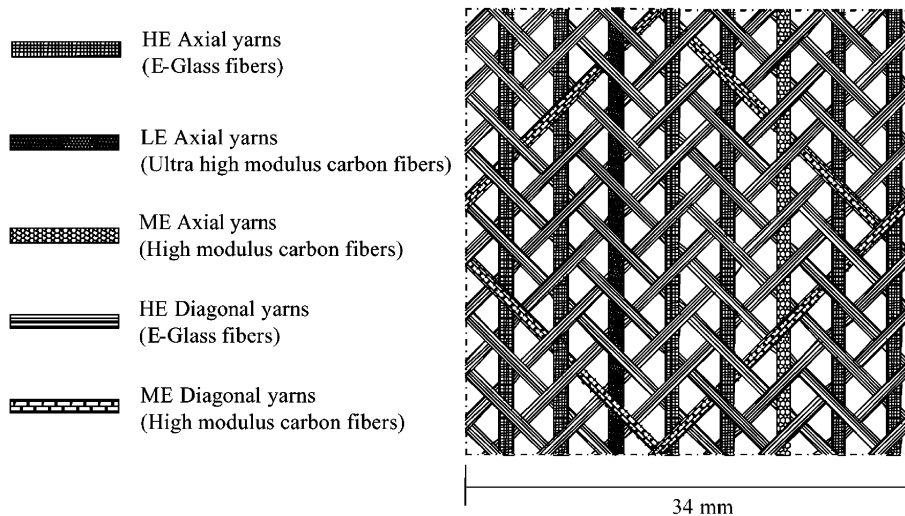 HE Axial yarns
(E-Glass fibers)
LE Axial yarns
(Ultra high modulus carbon fibers)
ME Axial yarns
(High modulus carbon fibers)
HE Diagonal yarns
(E-Glass fibers)
ME Diagonal yarns
(High modulus carbon fibers)
34 mm